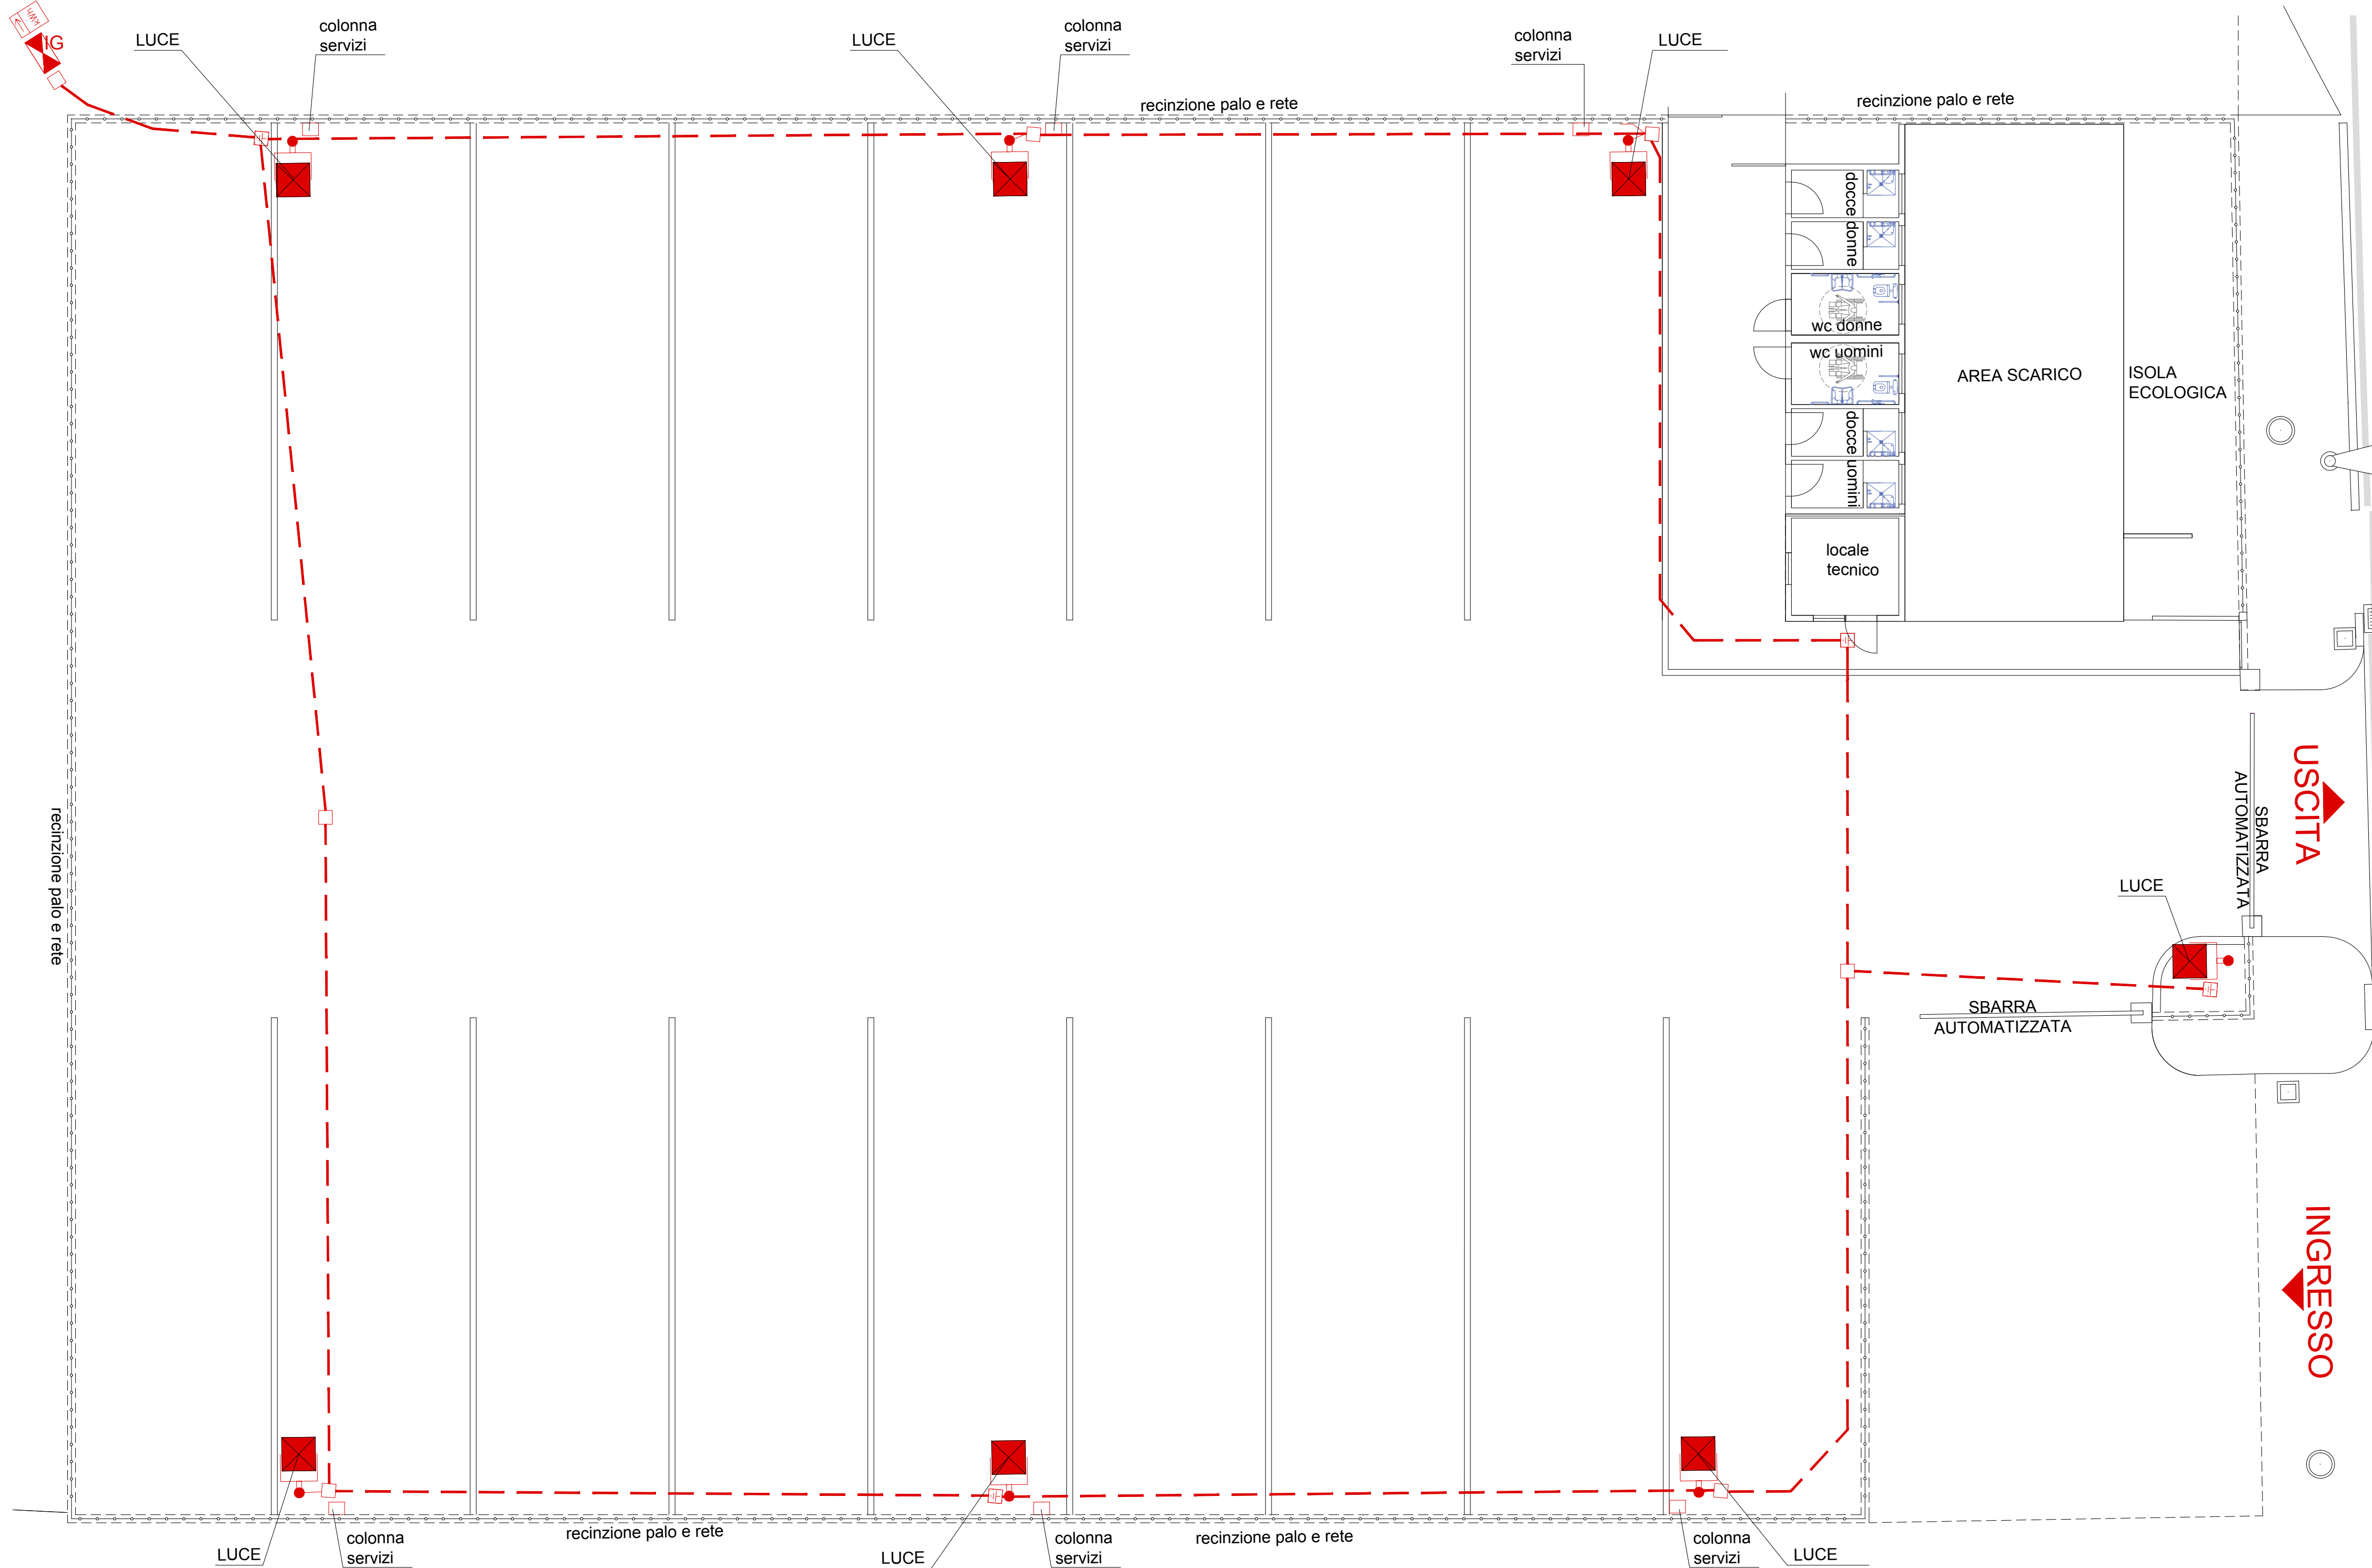 kWh
IG
LUCE
colonna
servizi
LUCE
colonna
servizi
colonna
servizi
LUCE
recinzione palo e rete
recinzione palo e rete
docce donne
wc donne
wc uomini
docce uomini
locale
tecnico
AREA SCARICO
ISOLA
ECOLOGICA
recinzione palo e rete
USCITA
SBARRA
AUTOMATIZZATA
LUCE
SBARRA
AUTOMATIZZATA
INGRESSO
LUCE
colonna
servizi
recinzione palo e rete
LUCE
colonna
servizi
recinzione palo e rete
colonna
servizi
LUCE